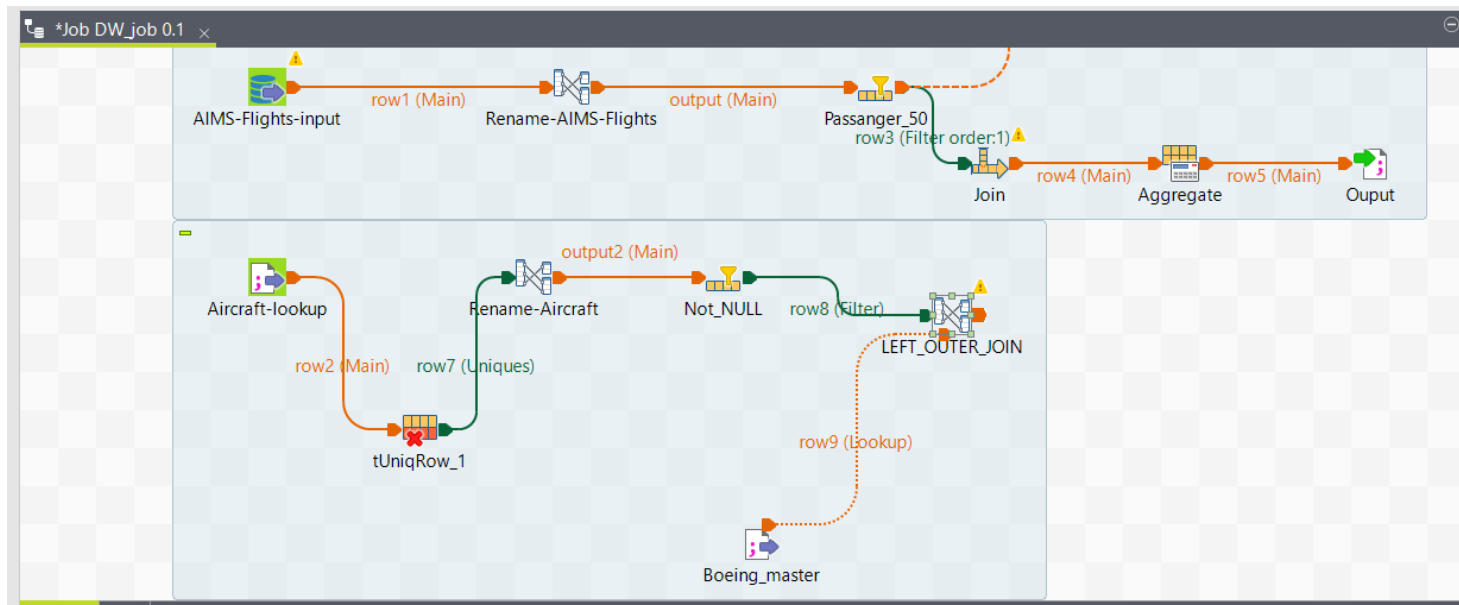 *Job DW_job 0.1
row1 (Main)
output (Main)
AIMS-Flights-input
Rename-AIMS-Flights
Passanger_50
row3 (Filter order:1)
row4 (Main)
row5 (Main)
Join
Aggregate
Ouput
output2 (Main)
Aircraft-lookup
Rename-Aircraft
Not_NULL
row8 (Filter)
LEFT_OUTER_JOIN
row2 (Main)
row7 (Uniques)
row9 (Lookup)
tUniqRow_1
Boeing_master